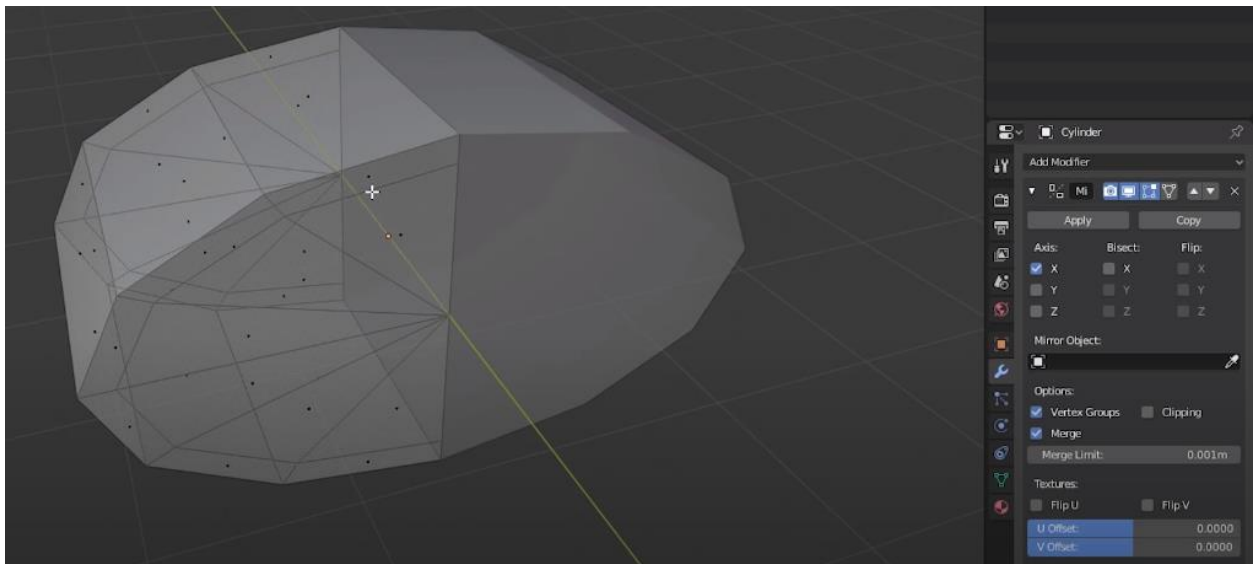 Cylinder
Add Modifier
Mi
Apply Copy
Axis: Bisect: Flip:
X X X
Y Y Y
Z Z Z
Mirror Object:
Options:
Vertex Groups Clipping
Merge
Merge Limit: 0.001m
Textures:
Flip U Flip V
U Offset: 0.0000
V Offset: 0.0000